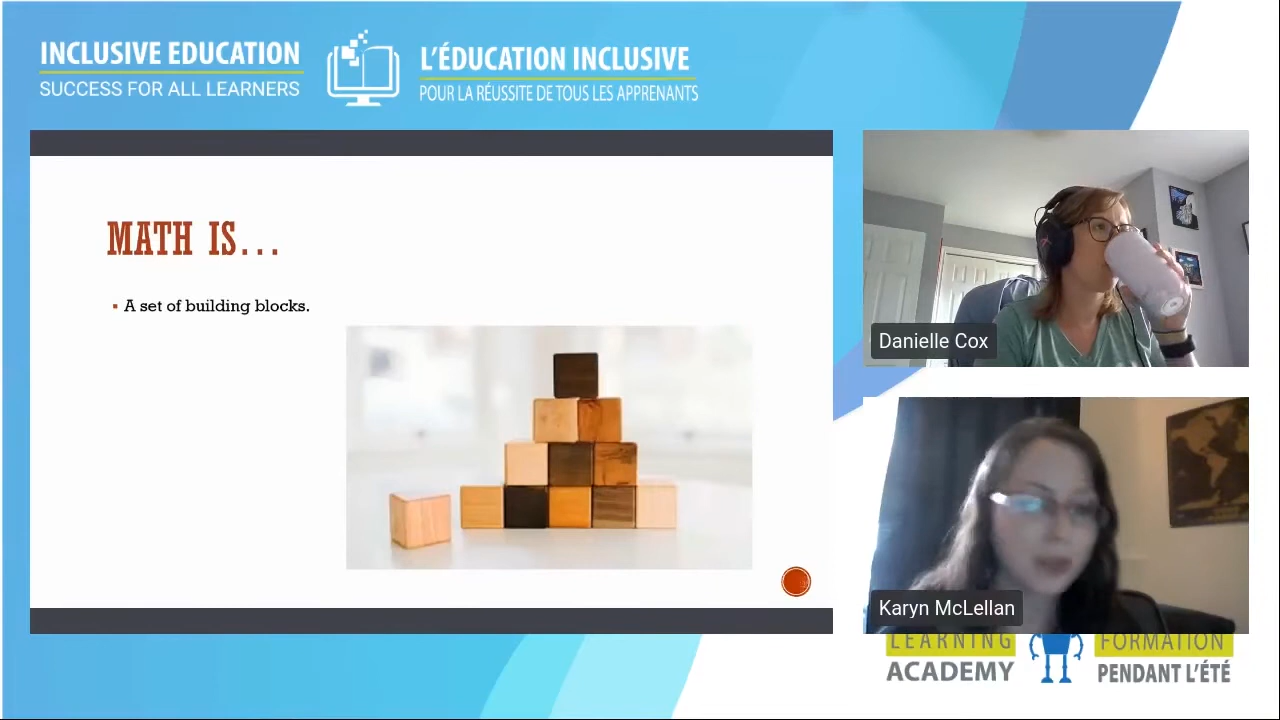 INCLUSIVE EDUCATION
SUCCESS FOR ALL LEARNERS
L'ÉDUCATION INCLUSIVE
POUR LA RÉUSSITE DE TOUS LES APPRENANTS
MATH IS...
▪ A set of building blocks.
Danielle Cox
Karyn McLellan
LEARNING
ACADEMY
FORMATION
PENDANT L'ÉTÉ